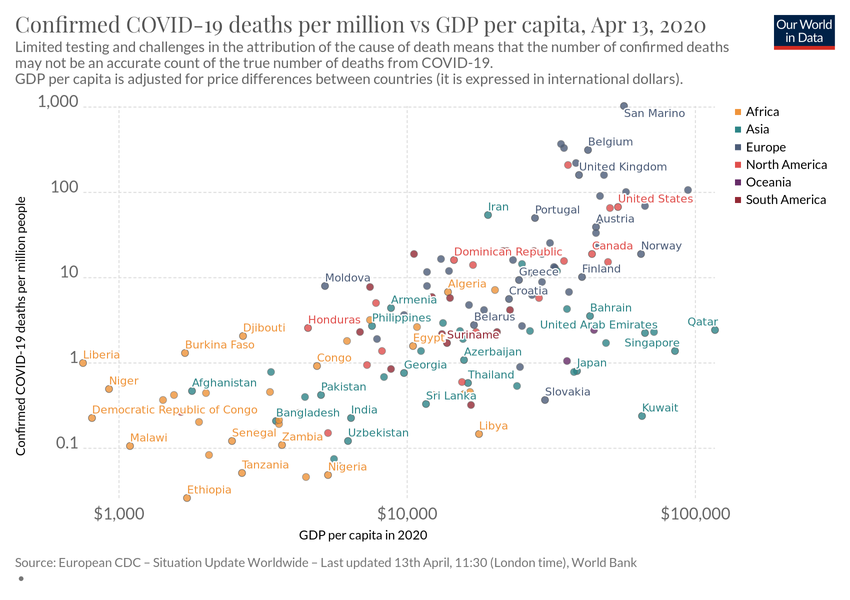 Confirmed COVID-19 deaths per million vs GDP per capita, Apr 13, 2020
Our World
in Data
Limited testing and challenges in the attribution of the cause of death means that the number of confirmed deaths
may not be an accurate count of the true number of deaths from COVID-19.
GDP per capita is adjusted for price differences between countries (it is expressed in international dollars).
1,000
San Marino
Africa
Asia
Europe
North America
Oceania
South America
Belgium
United Kingdom
100
United States
Iran
Portugal
Austria
Dominican Republic
Canada
Norway
Greece
Finland
10
Moldova
Algeria
Croatia
Armenia
Bahrain
Honduras
Philippines
Belarus
United Arab Emirates
Qatar
Djibouti
Egypt
Suriname
Burkina Faso
Singapore
Liberia
Congo
Azerbaijan
1
Georgia
Japan
Niger
Afghanistan
Pakistan
Thailand
Sri Lanka
Slovakia
Democratic Republic of Congo
Bangladesh
India
Kuwait
Malawi
Senegal
Zambia
Uzbekistan
Libya
0.1
Tanzania
Nigeria
Ethiopia
Confirmed COVID-19 deaths per million people
$1,000
$10,000
$100,000
GDP per capita in 2020
Source: European CDC – Situation Update Worldwide – Last updated 13th April, 11:30 (London time), World Bank